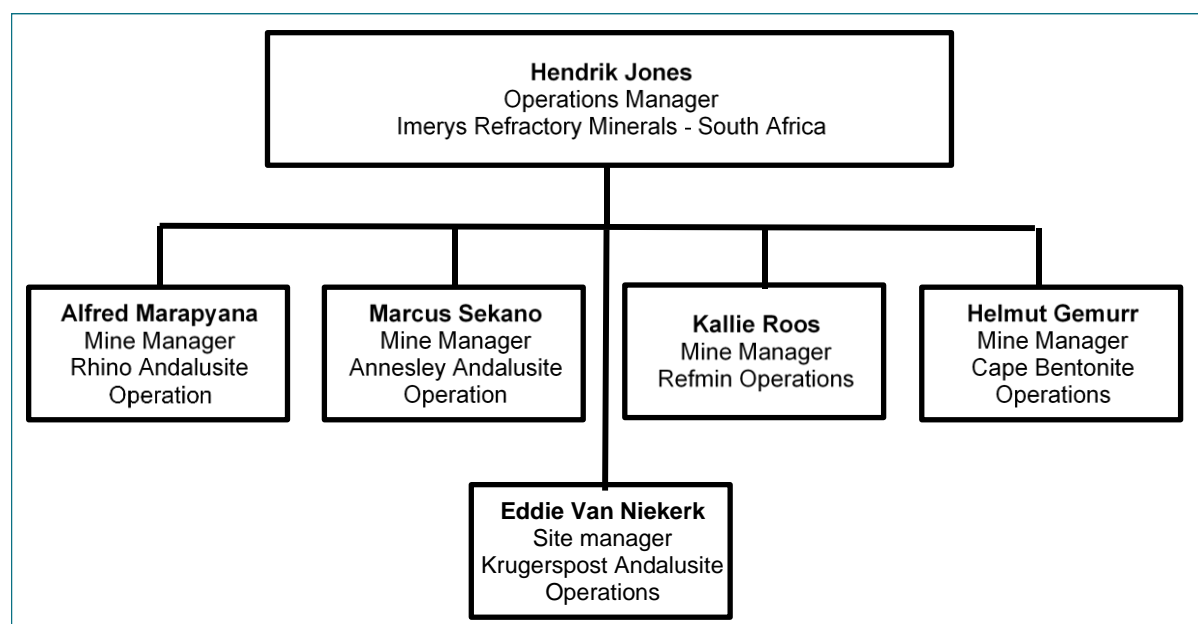 Hendrik Jones
Operations Manager
Imerys Refractory Minerals - South Africa
Alfred Marapyana
Mine Manager
Rhino Andalusite
Operation
Marcus Sekano
Mine Manager
Annesley Andalusite
Operation
Kallie Roos
Mine Manager
Refmin Operations
Helmut Gemurr
Mine Manager
Cape Bentonite
Operations
Eddie Van Niekerk
Site manager
Krugerspost Andalusite
Operations